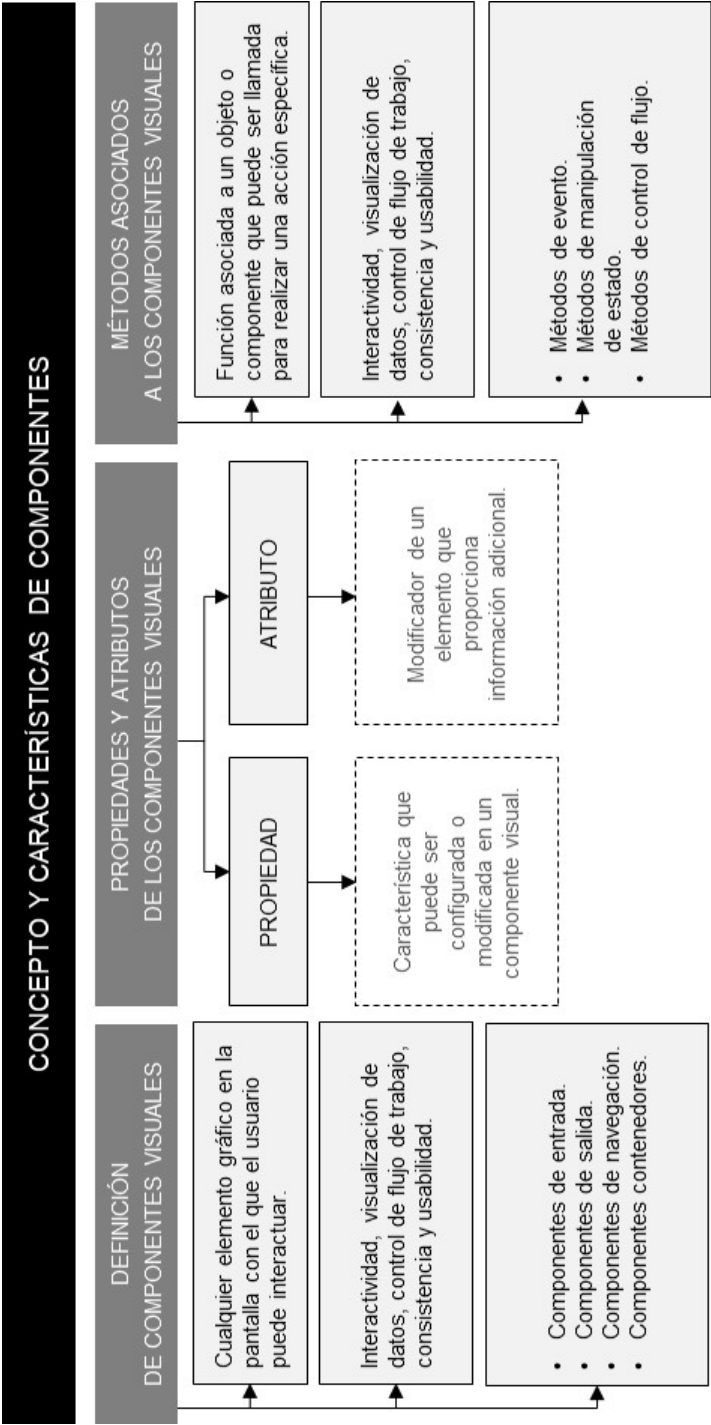 CONCEPTO Y CARACTERÍSTICAS DE COMPONENTES
DEFINICIÓN
DE COMPONENTES VISUALES
Cualquier elemento gráfico en la
pantalla con el que el usuario
puede interactuar.
Interactividad, visualización de
datos, control de flujo de trabajo,
consistencia y usabilidad.
• Componentes de entrada.
• Componentes de salida.
• Componentes de navegación.
• Componentes contenedores.
PROPIEDADES Y ATRIBUTOS
DE LOS COMPONENTES VISUALES
PROPIEDAD
Característica que
puede ser
configurada o
modificada en un
componente visual.
ATRIBUTO
Modificador de un
elemento que
proporciona
información adicional.
MÉTODOS ASOCIADOS
A LOS COMPONENTES VISUALES
Función asociada a un objeto o
componente que puede ser llamada
para realizar una acción específica.
Interactividad, visualización de
datos, control de flujo de trabajo,
consistencia y usabilidad.
• Métodos de evento.
• Métodos de manipulación
de estado.
• Métodos de control de flujo.